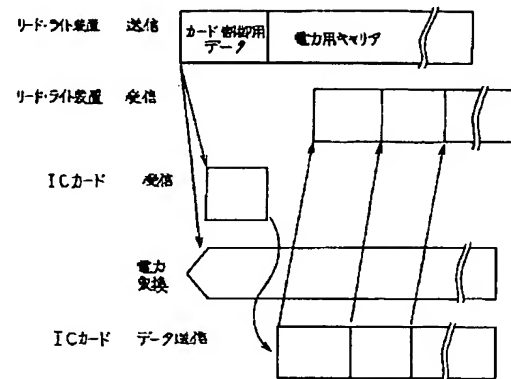 リード・ライト装置 送信
カード制御用
データ
電力用キャリア
リード・ライト装置 受信
ICカード 受信
電力
変換
ICカード データ送信